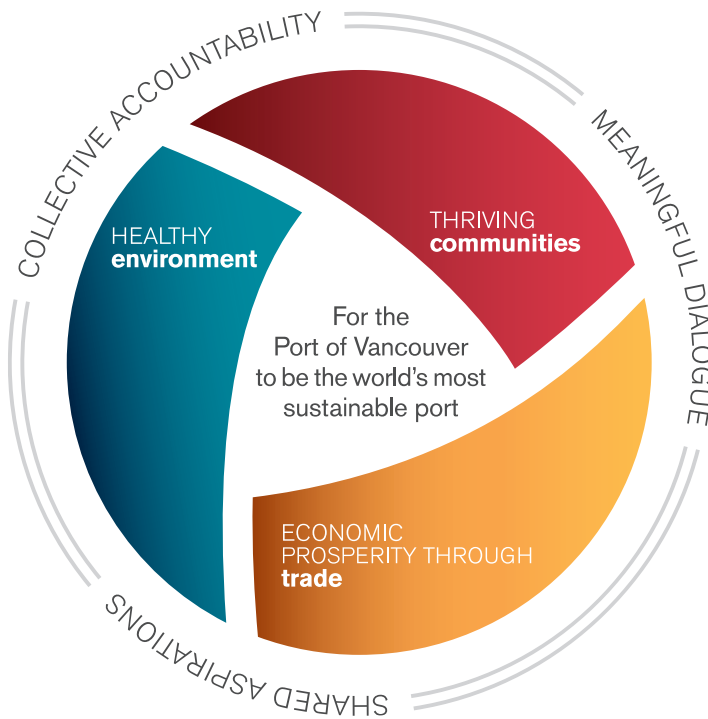 COLLECTIVE ACCOUNTABILITY
MEANINGFUL DIALOGUE
THRIVING
communities
HEALTHY
environment
For the
Port of Vancouver
to be the world’s most
sustainable port
ECONOMIC
PROSPERITY THROUGH
trade
SHARED ASPIRATIONS